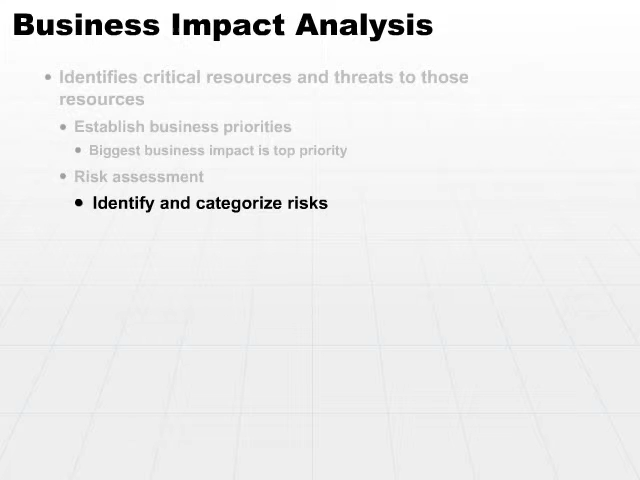 Business Impact Analysis
• Identifies critical resources and threats to those
resources
• Establish business priorities
• Biggest business impact is top priority
• Risk assessment
• Identify and categorize risks